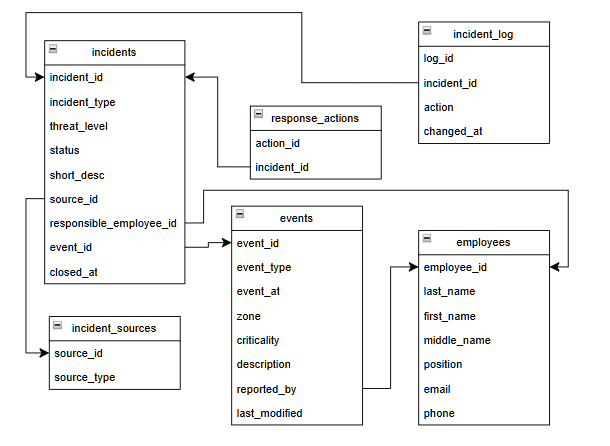 incidents
incident_id
incident_type
threat_level
status
short_desc
source_id
responsible_employee_id
event_id
closed_at
incident_log
log_id
incident_id
action
changed_at
response_actions
action_id
incident_id
events
event_id
event_type
event_at
zone
criticality
description
reported_by
last_modified
employees
employee_id
last_name
first_name
middle_name
position
email
phone
incident_sources
source_id
source_type